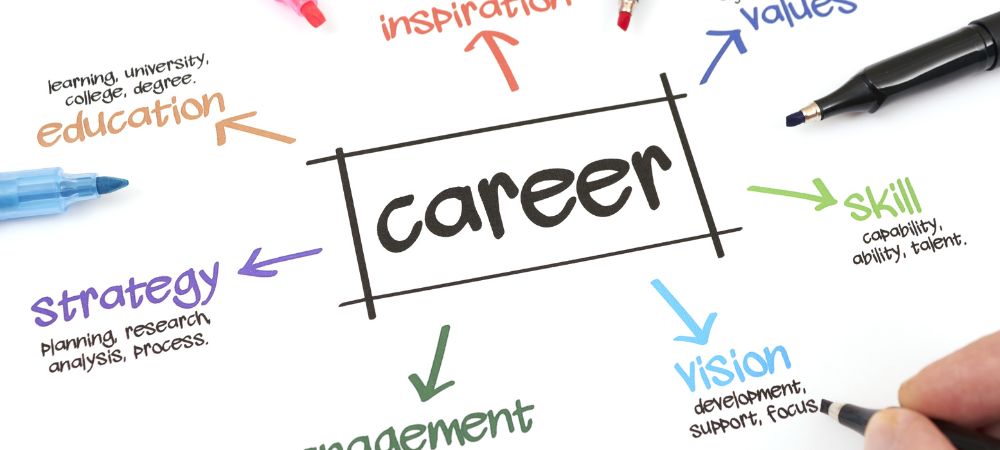 inspiration
values
learning, university,
college, degree.
education
career
skill
capability,
ability, talent.
strategy
planning, research,
analysis, process.
vision
development,
support, focus